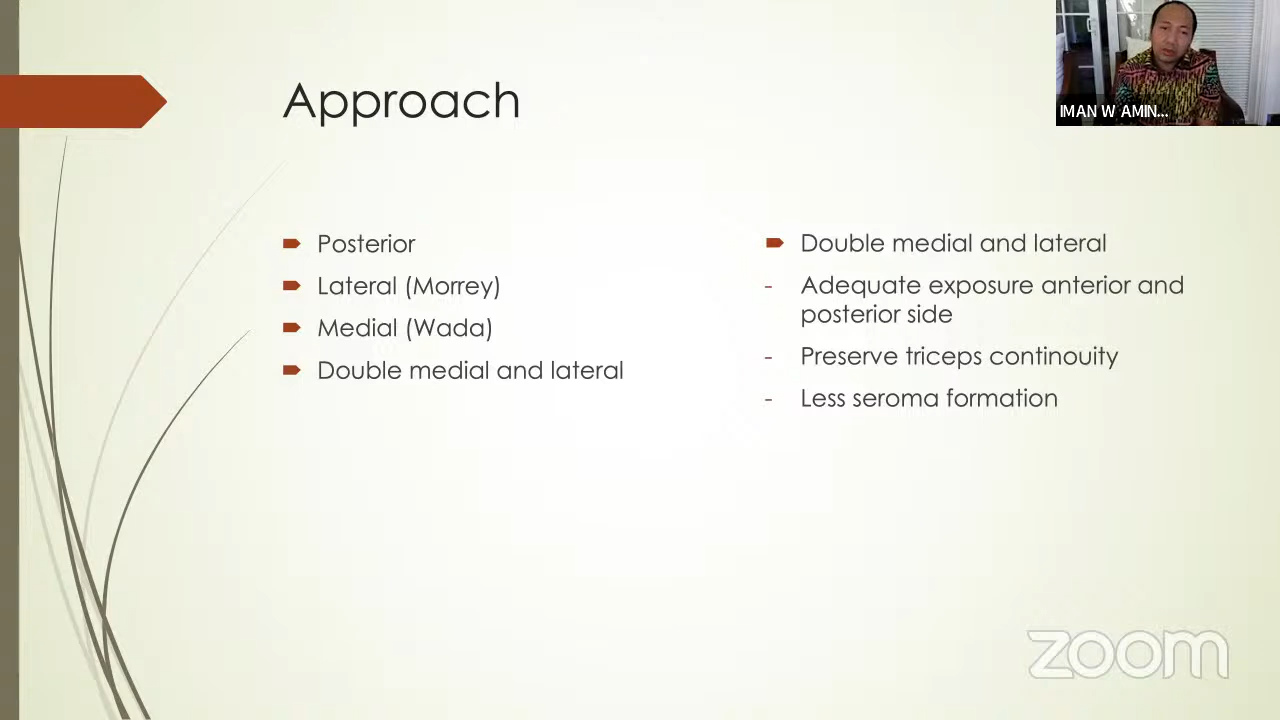 IMAN W AMIN...
Approach
Posterior
Lateral (Morrey)
Medial (Wada)
Double medial and lateral
Double medial and lateral
- Adequate exposure anterior and
posterior side
- Preserve triceps continouity
- Less seroma formation
zoom